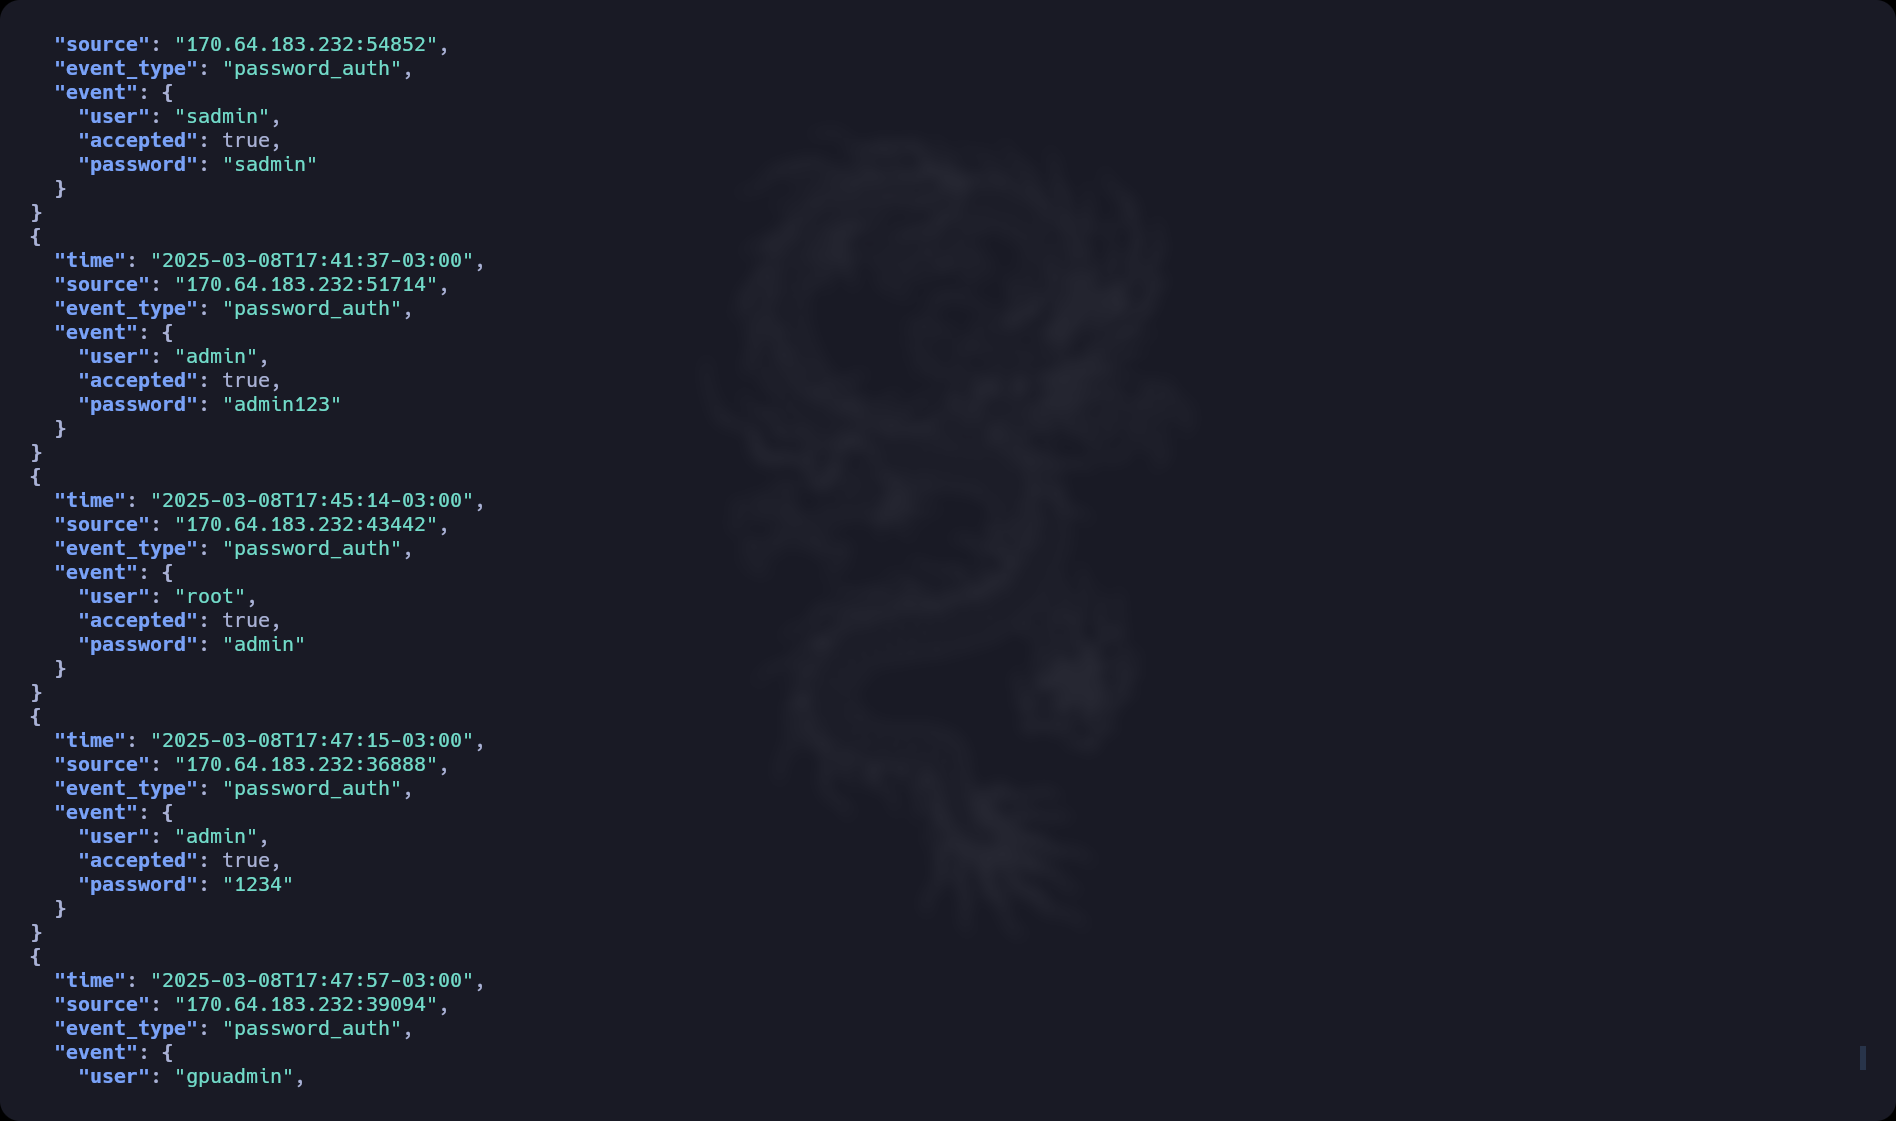 "source": "170.64.183.232:54852",
"event_type": "password_auth",
"event": {
"user": "sadmin",
"accepted": true,
"password": "sadmin"
}
}
{
"time": "2025-03-08T17:41:37-03:00",
"source": "170.64.183.232:51714",
"event_type": "password_auth",
"event": {
"user": "admin",
"accepted": true,
"password": "admin123"
}
}
{
"time": "2025-03-08T17:45:14-03:00",
"source": "170.64.183.232:43442",
"event_type": "password_auth",
"event": {
"user": "root",
"accepted": true,
"password": "admin"
}
}
{
"time": "2025-03-08T17:47:15-03:00",
"source": "170.64.183.232:36888",
"event_type": "password_auth",
"event": {
"user": "admin",
"accepted": true,
"password": "1234"
}
}
{
"time": "2025-03-08T17:47:57-03:00",
"source": "170.64.183.232:39094",
"event_type": "password_auth",
"event": {
"user": "gpuadmin",